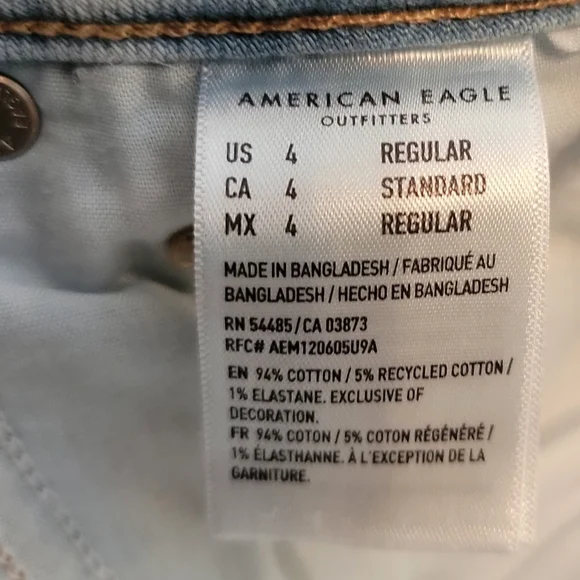 AMERICAN EAGLE
OUTFITTERS
US 4 REGULAR
CA 4 STANDARD
MX 4 REGULAR
MADE IN BANGLADESH / FABRIQUÉ AU
BANGLADESH / HECHO EN BANGLADESH
RN 54485/CA 03873
RFC# AEM120605U9A
EN 94% COTTON / 5% RECYCLED COTTON /
1% ELASTANE. EXCLUSIVE OF
DECORATION.
FR 94% COTON / 5% COTON RÉGÉNÉRÉ /
1% ÉLASTHANNE. À L'EXCEPTION DE LA
GARNITURE.